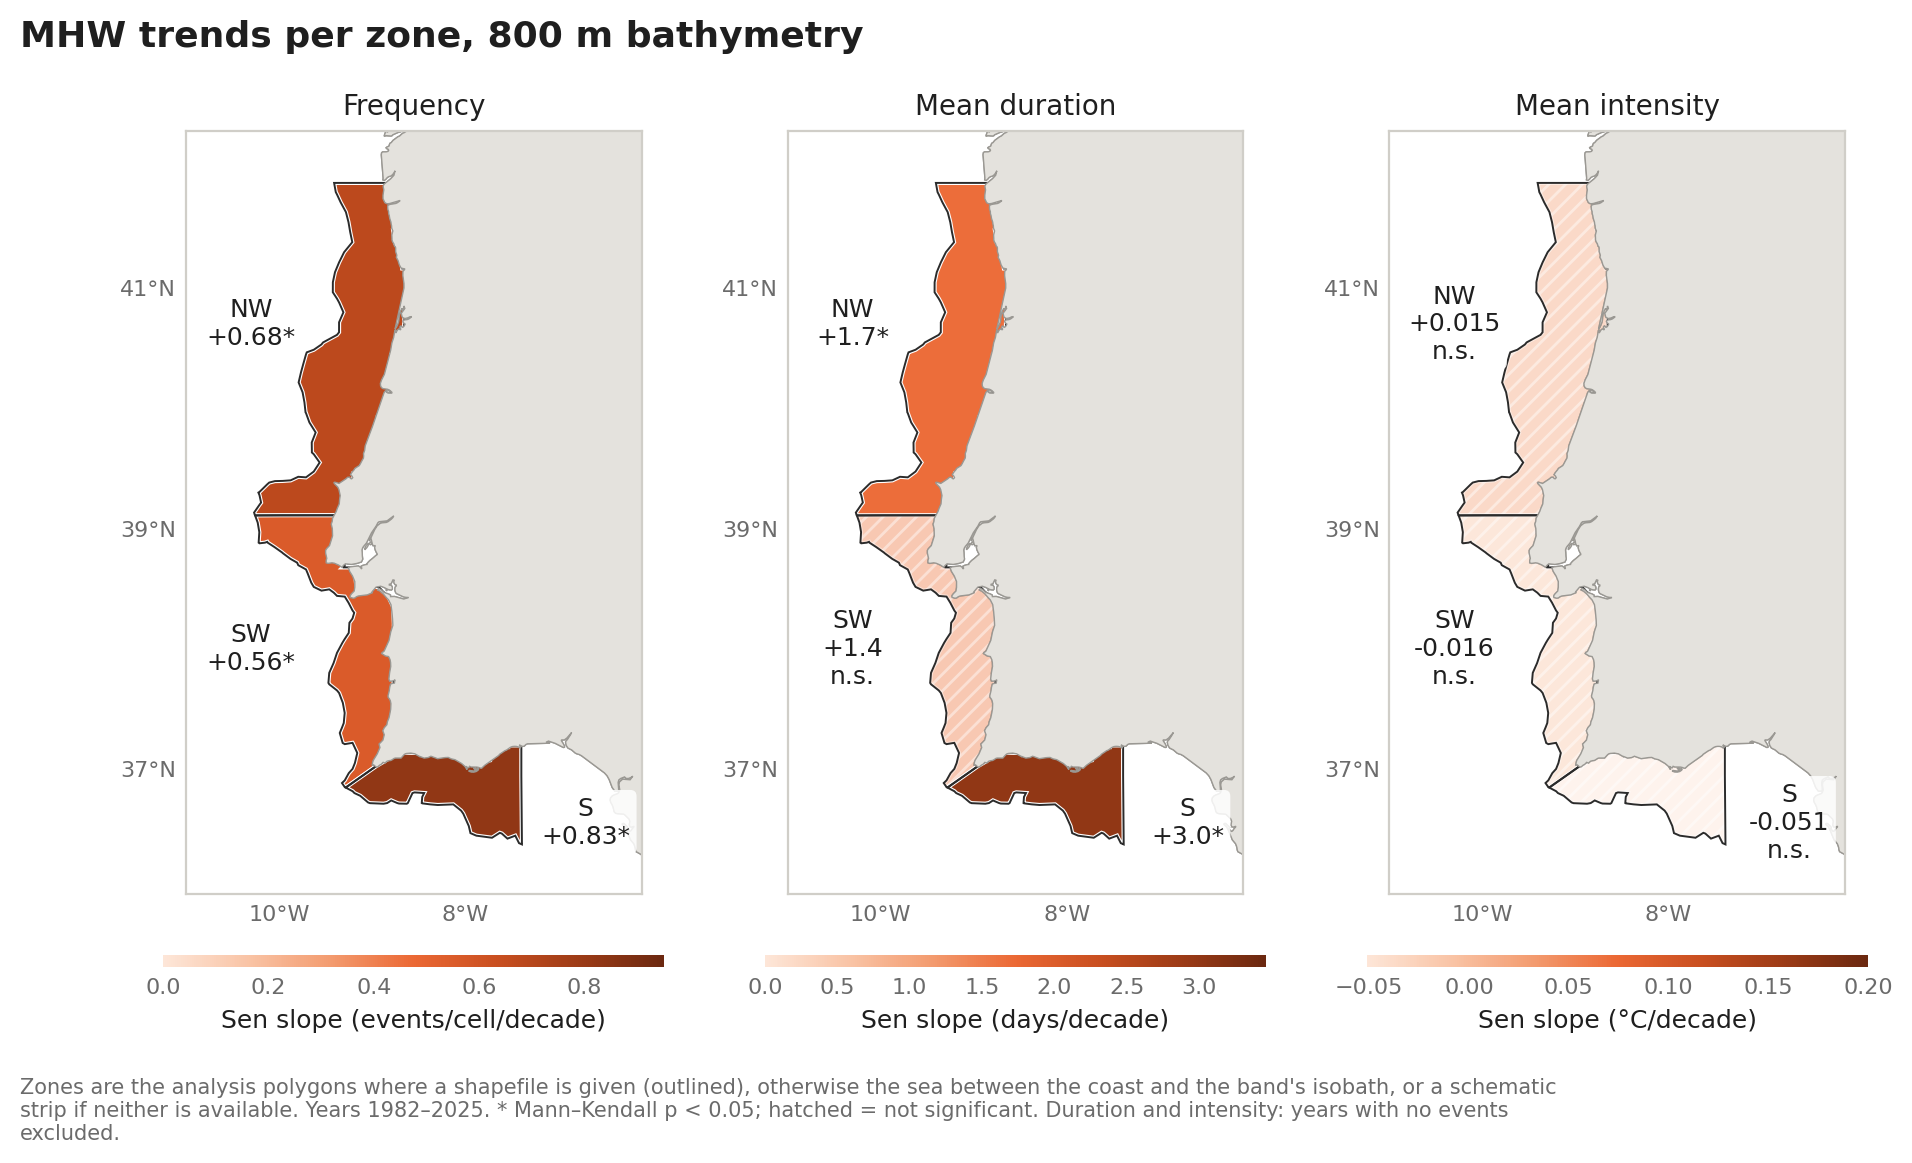 MHW trends per zone, 800 m bathymetry
Frequency
41°N
39°N
37°N
NW
+0.68*
SW
+0.56*
S
+0.83*
10°W
8°W
0.0
0.2
0.4
0.6
0.8
Sen slope (events/cell/decade)
Mean duration
41°N
39°N
37°N
NW
+1.7*
SW
+1.4
n.s.
S
+3.0*
10°W
8°W
0.0
0.5
1.0
1.5
2.0
2.5
3.0
Sen slope (days/decade)
Mean intensity
41°N
39°N
37°N
NW
+0.015
n.s.
SW
-0.016
n.s.
S
-0.051
n.s.
10°W
8°W
−0.05
0.00
0.05
0.10
0.15
0.20
Sen slope (°C/decade)
Zones are the analysis polygons where a shapefile is given (outlined), otherwise the sea between the coast and the band's isobath, or a schematic
strip if neither is available. Years 1982–2025. * Mann–Kendall p < 0.05; hatched = not significant. Duration and intensity: years with no events
excluded.